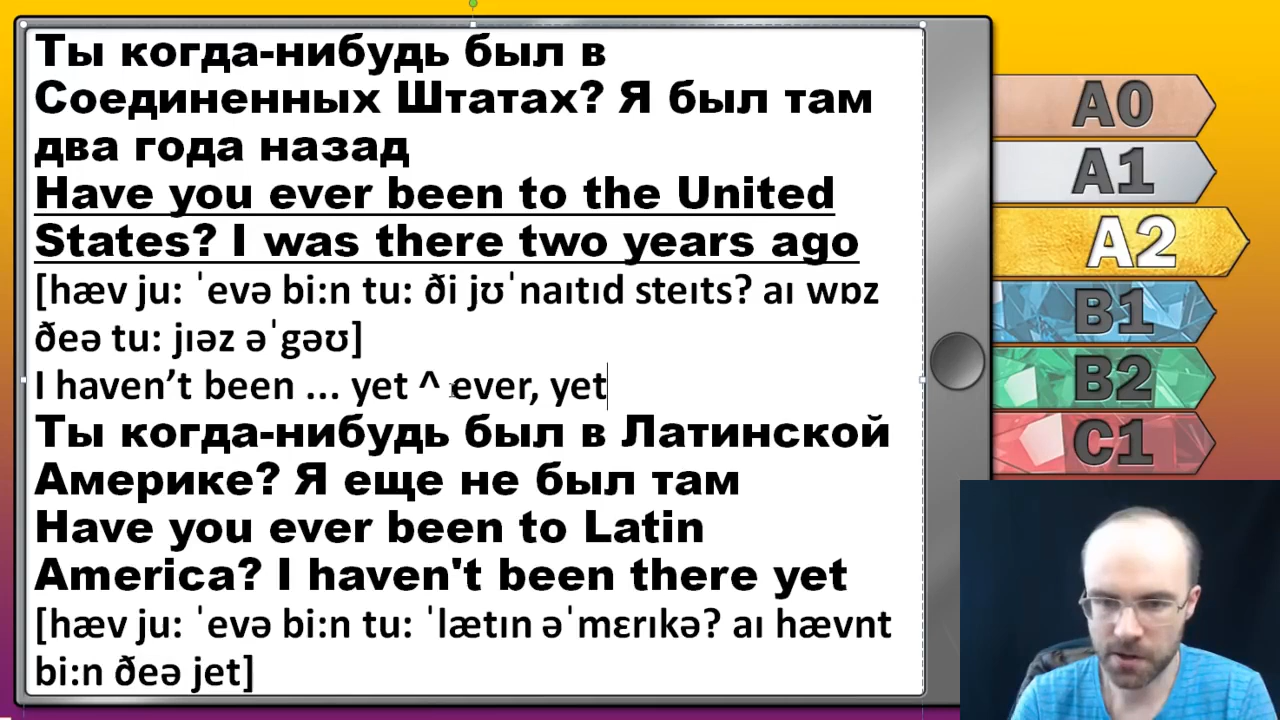 Ты когда-нибудь был в
Соединенных Штатах? Я был там
два года назад
Have you ever been to the United
States? I was there two years ago
[hæv ju: ˈevə bi:n tu: ði jʊˈnaɪtɪd steɪts? aɪ wɒz
ðeə tu: jɪəz əˈgəʊ]
I haven’t been ... yet ^ ever, yet
Ты когда-нибудь был в Латинской
Америке? Я еще не был там
Have you ever been to Latin
America? I haven't been there yet
[hæv ju: ˈevə bi:n tu: ˈlætɪn əˈmɛrɪkə? aɪ hævnt
bi:n ðeə jet]
A0
A1
A2
B1
B2
C1